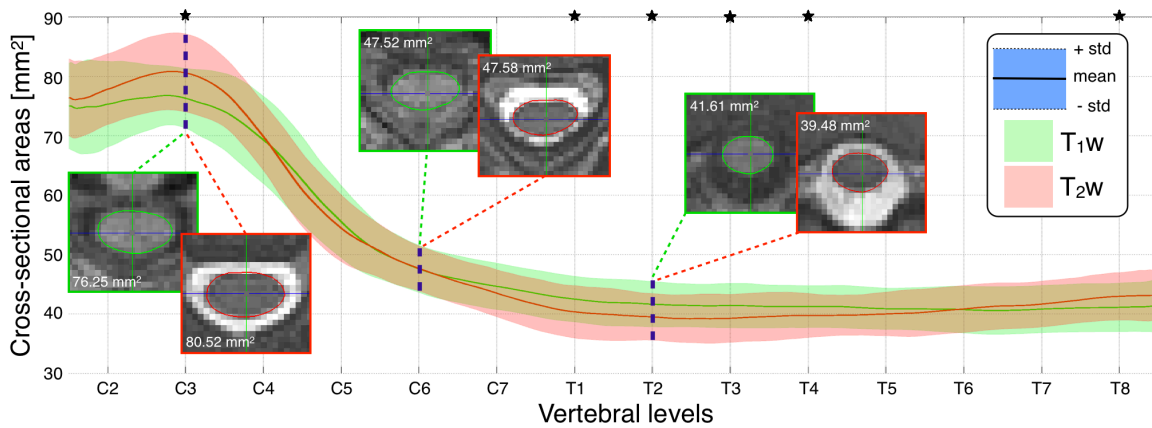 Cross-sectional areas [mm²]
90
80
70
60
50
40
30
★ ★ ★ ★ ★ ★
47.52 mm²
47.58 mm²
41.61 mm²
39.48 mm²
76.25 mm²
80.52 mm²
+ std
mean
- std
T₁w
T₂w
C2 C3 C4 C5 C6 C7 T1 T2 T3 T4 T5 T6 T7 T8
Vertebral levels